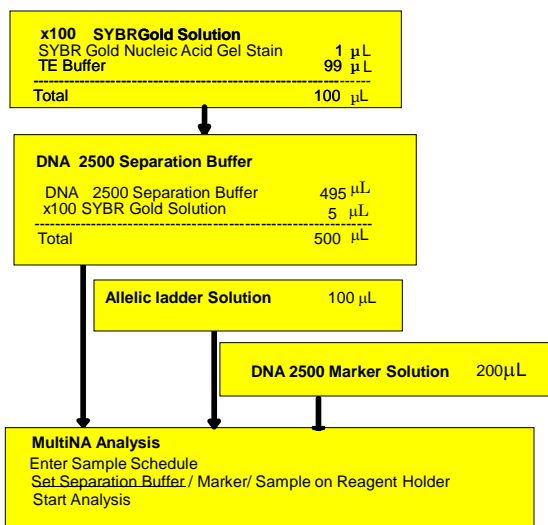 x100 SYBRGold Solution
SYBR Gold Nucleic Acid Gel Stain 1 μL
TE Buffer 99 μL
Total 100 μL
DNA 2500 Separation Buffer
DNA 2500 Separation Buffer 495 μL
x100 SYBR Gold Solution 5 μL
Total 500 μL
Allelic ladder Solution 100 μL
DNA 2500 Marker Solution 200μL
MultiNA Analysis
Enter Sample Schedule
Set Separation Buffer / Marker/ Sample on Reagent Holder
Start Analysis